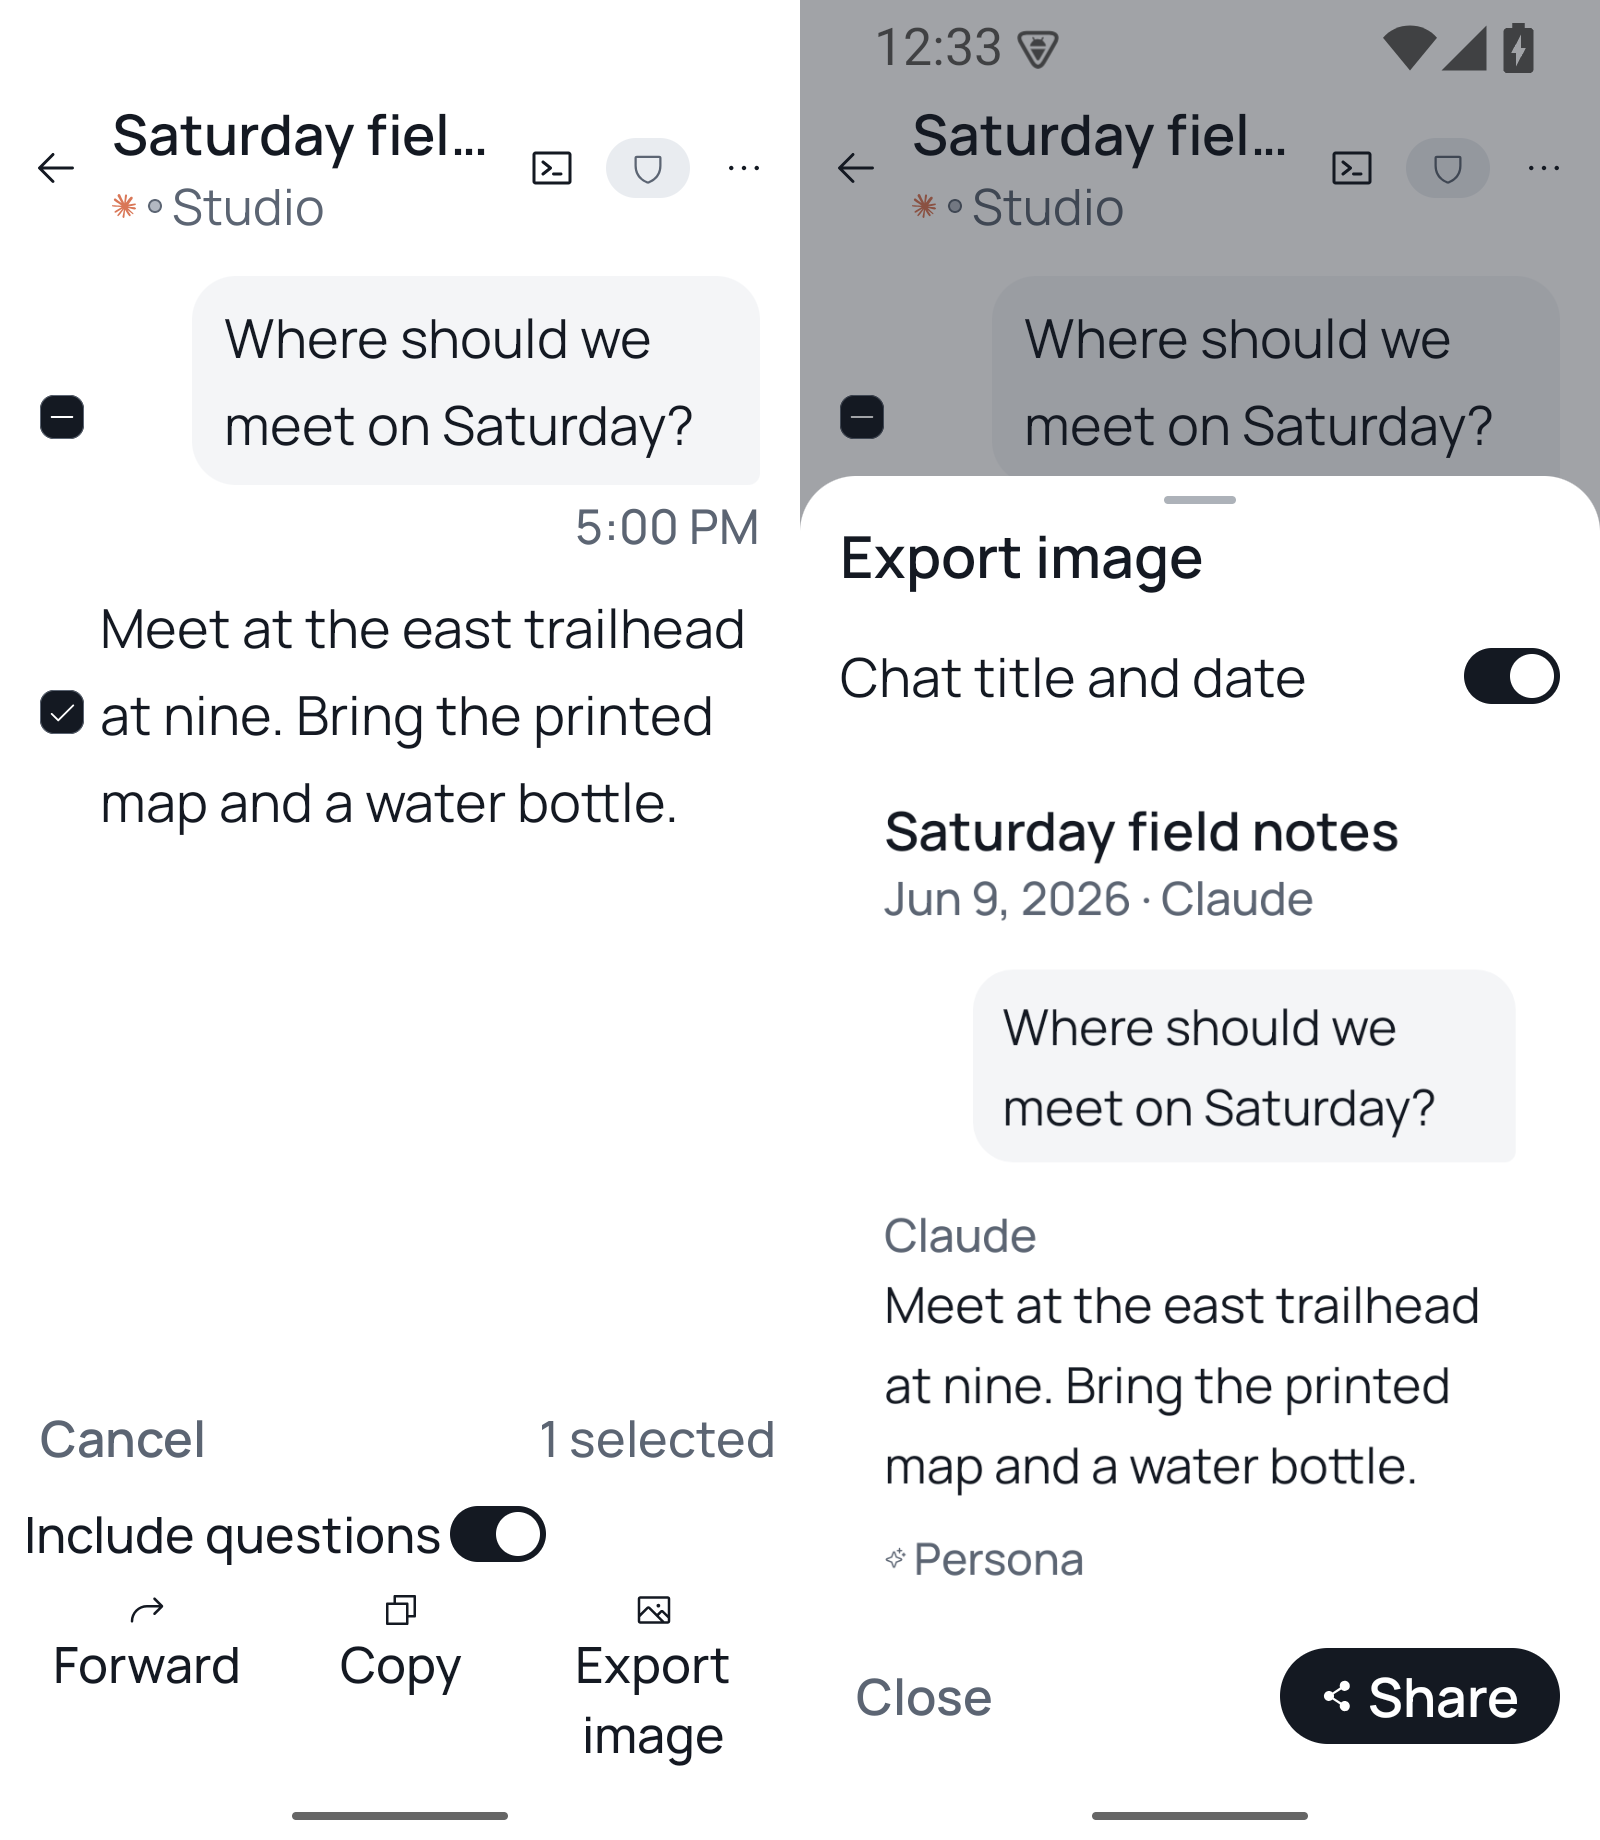 Saturday fiel...
Studio
Where should we
meet on Saturday?
5:00 PM
Meet at the east trailhead
at nine. Bring the printed
map and a water bottle.
Cancel
1 selected
Include questions
Forward
Copy
Export
image
12:33
Saturday fiel...
Studio
Where should we
meet on Saturday?
Export image
Chat title and date
Saturday field notes
Jun 9, 2026 · Claude
Where should we
meet on Saturday?
Claude
Meet at the east trailhead
at nine. Bring the printed
map and a water bottle.
Persona
Close
Share